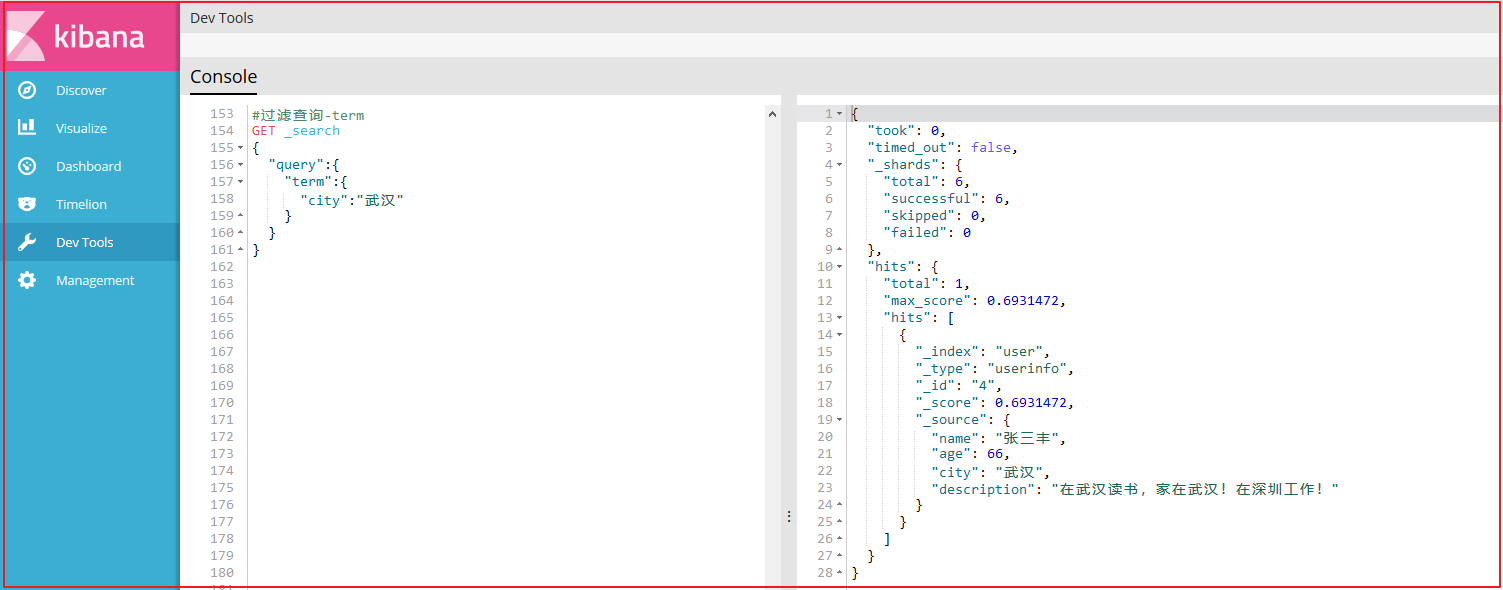 kibana
Discover
Visualize
Dashboard
Timelion
Dev Tools
Management
Dev Tools
Console
153 #过滤查询-term
154 GET _search
155 {
156 "query":{
157 "term":{
158 "city":"武汉"
159 }
160 }
161 }
162
163
164
165
166
167
168
169
170
171
172
173
174
175
176
177
178
179
180
1 {
2 "took": 0,
3 "timed_out": false,
4 "_shards": {
5 "total": 6,
6 "successful": 6,
7 "skipped": 0,
8 "failed": 0
9 },
10 "hits": {
11 "total": 1,
12 "max_score": 0.6931472,
13 "hits": [
14 {
15 "_index": "user",
16 "_type": "userinfo",
17 "_id": "4",
18 "_score": 0.6931472,
19 "_source": {
20 "name": "张三丰",
21 "age": 66,
22 "city": "武汉",
23 "description": "在武汉读书，家在武汉！在深圳工作！"
24 }
25 }
26 ]
27 }
28 }